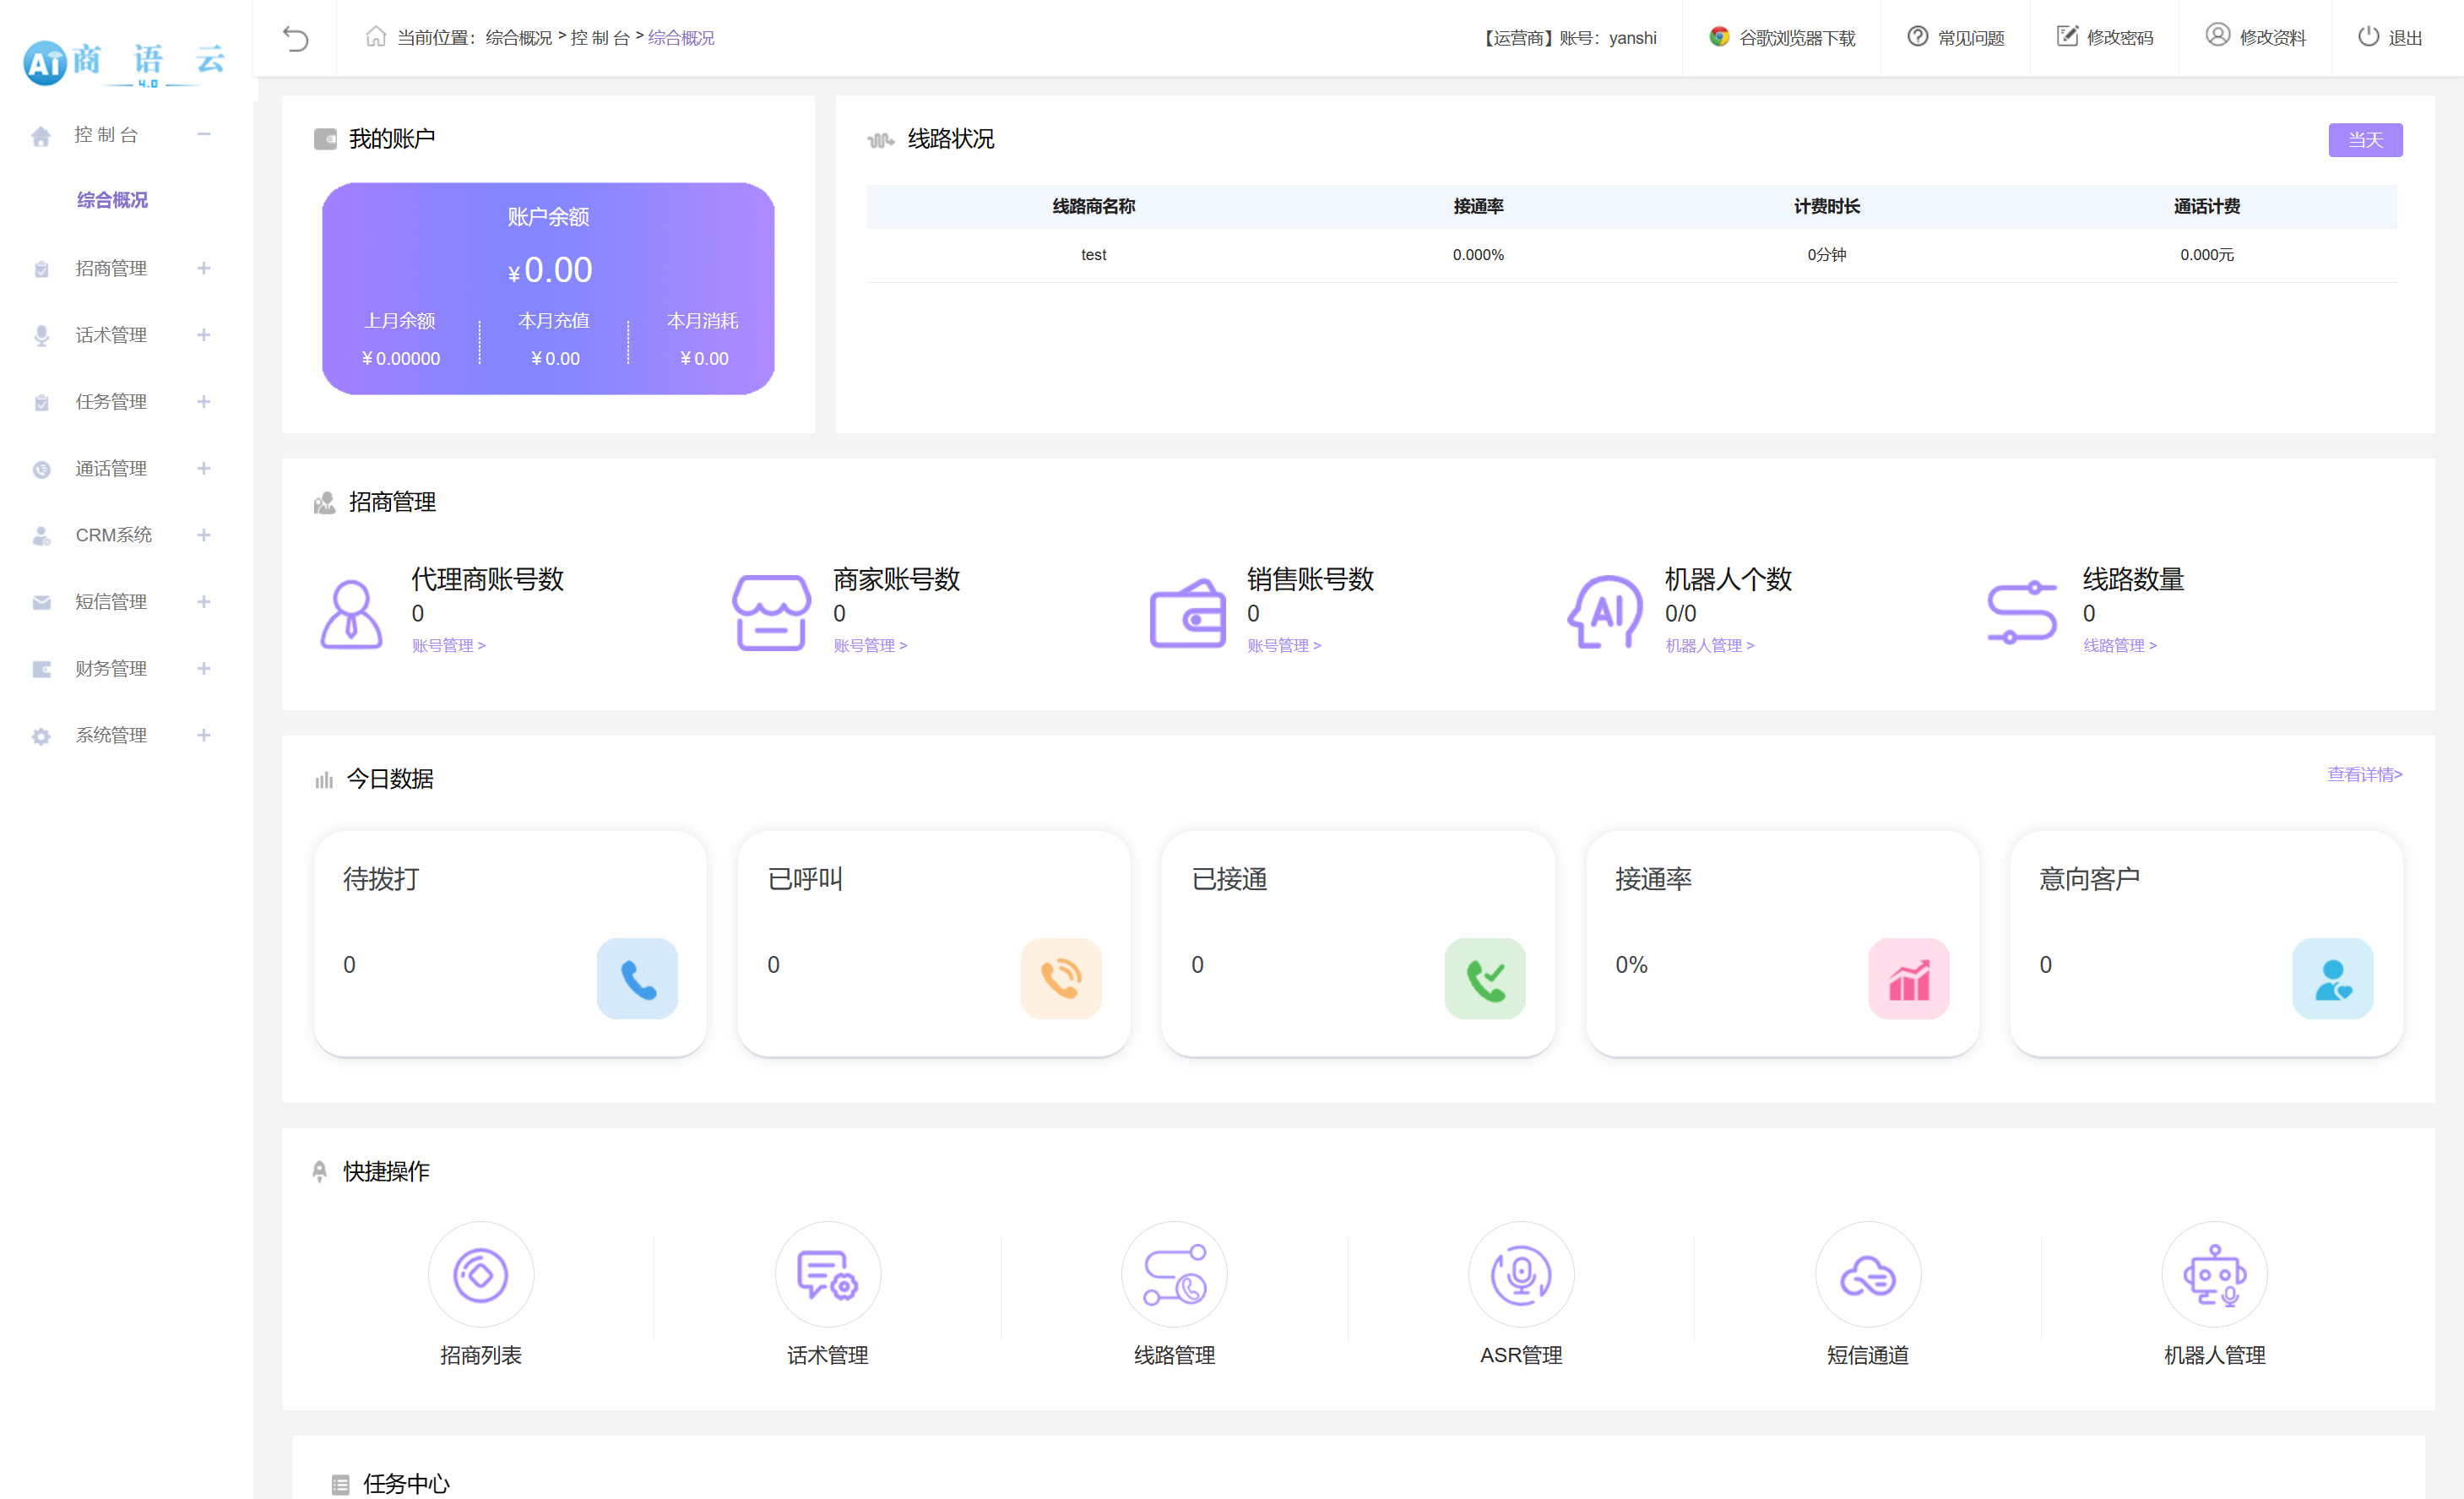 Ai商 语 云
4.0
当前位置：综合概况 > 控 制 台 > 综合概况
【运营商】账号：yanshi
谷歌浏览器下载
常见问题
修改密码
修改资料
退出
控 制 台
综合概况
招商管理
话术管理
任务管理
通话管理
CRM系统
短信管理
财务管理
系统管理
我的账户
账户余额
¥0.00
上月余额 本月充值 本月消耗
¥0.00000 ¥0.00 ¥0.00
线路状况
当天
线路商名称 接通率 计费时长 通话计费
test 0.000% 0分钟 0.000元
招商管理
代理商账号数
0
账号管理 >
商家账号数
0
账号管理 >
销售账号数
0
账号管理 >
AI
机器人个数
0/0
机器人管理 >
线路数量
0
线路管理 >
今日数据
查看详情>
待拨打
0
已呼叫
0
已接通
0
接通率
0%
意向客户
0
快捷操作
招商列表
话术管理
线路管理
ASR管理
短信通道
机器人管理
任务中心